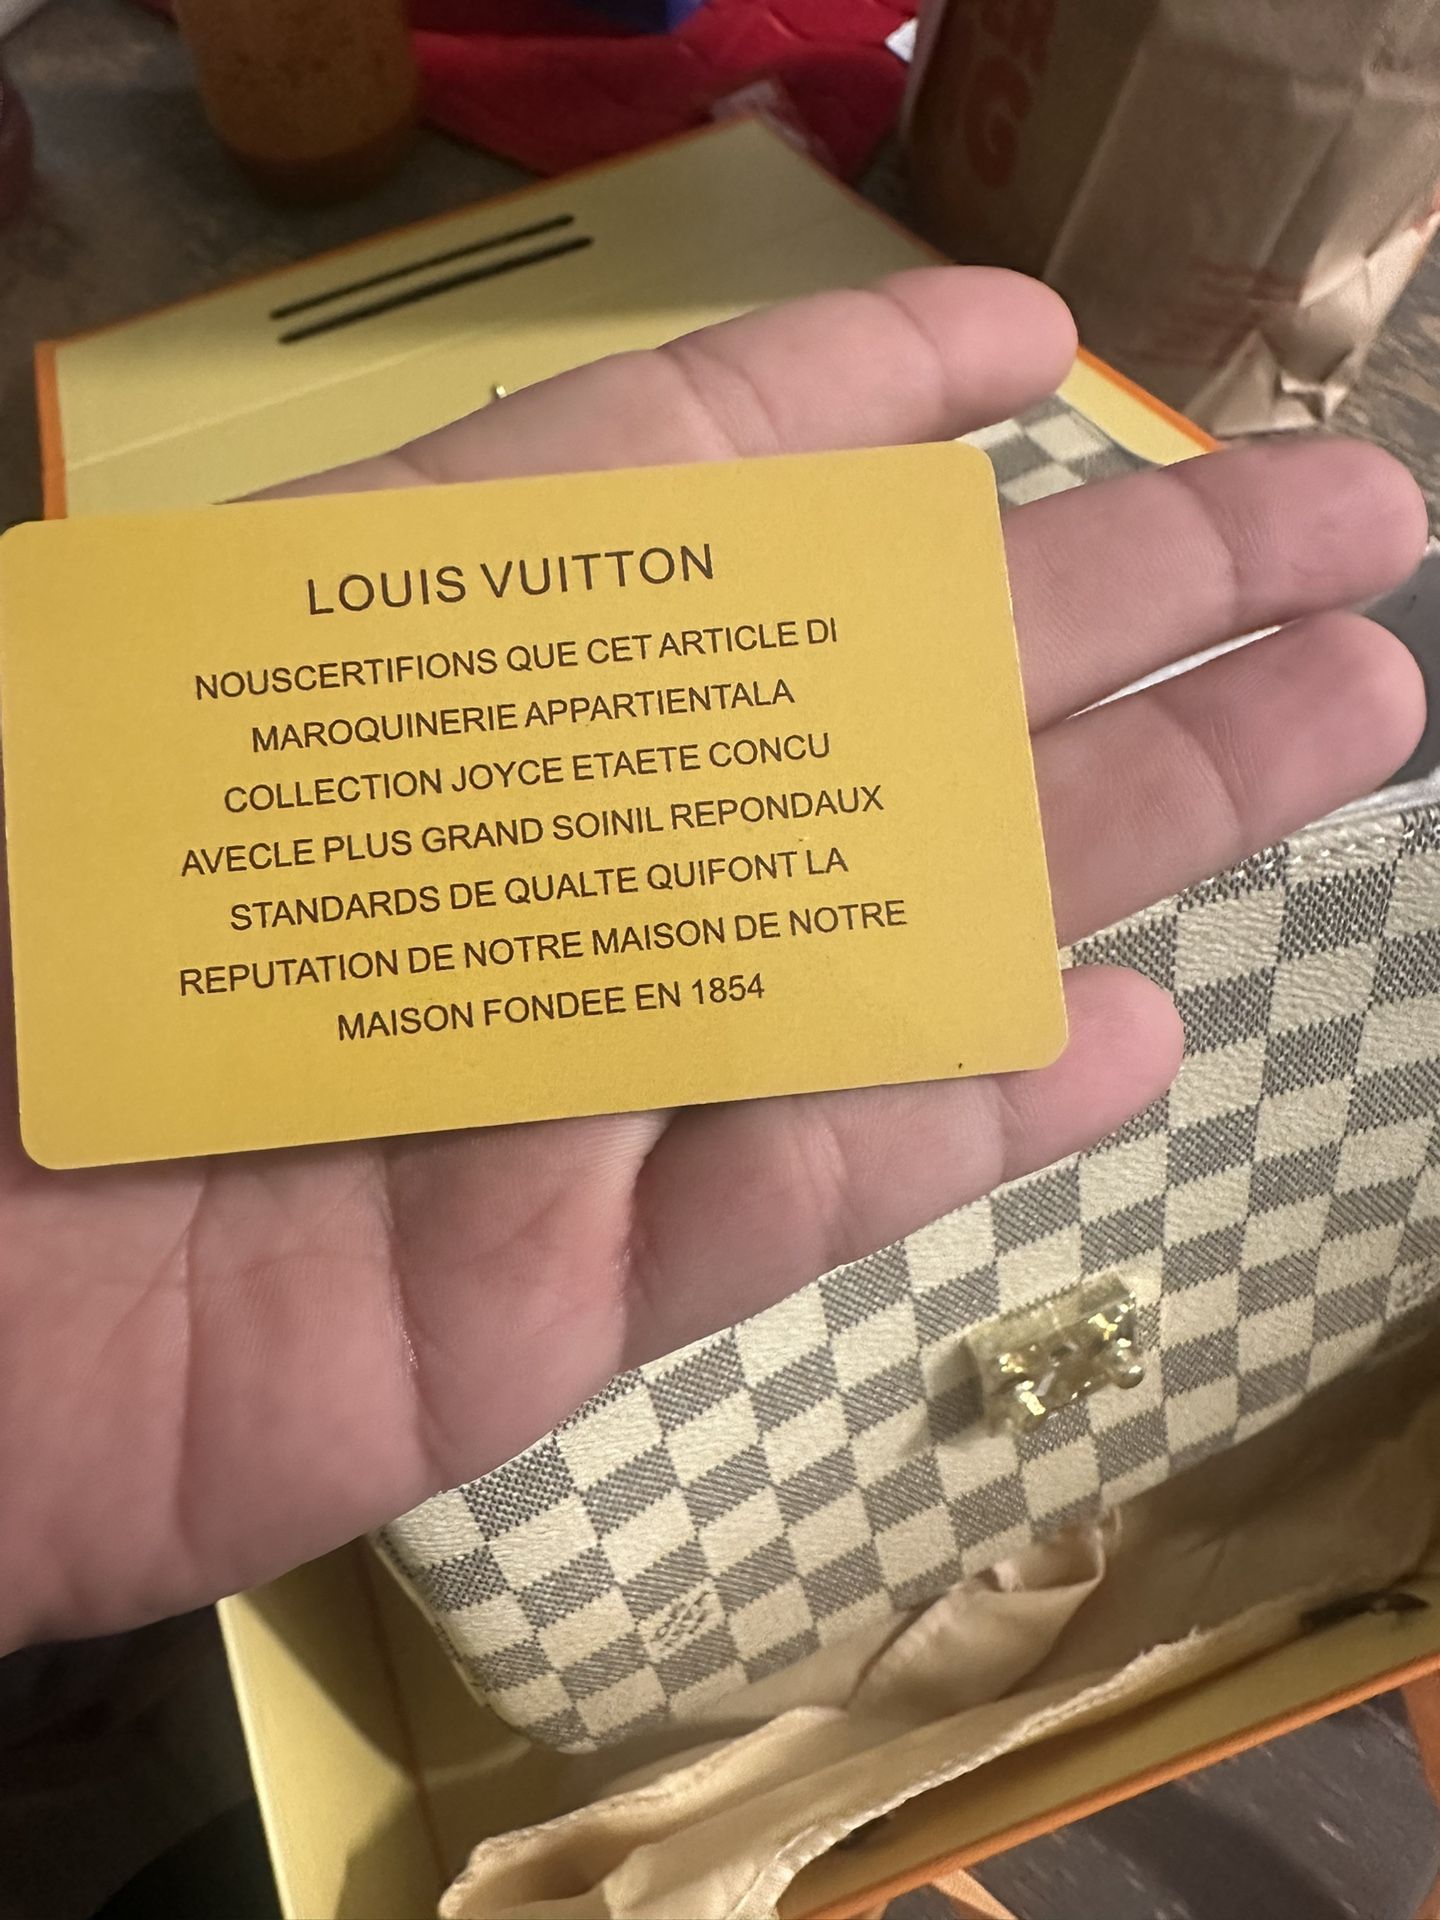 LOUIS VUITTON
NOUSCERTIFIONS QUE CET ARTICLE DI
MAROQUINERIE APPARTIENTALA
COLLECTION JOYCE ETAETE CONCU
AVECLE PLUS GRAND SOINIL REPONDAUX
STANDARDS DE QUALTE QUIFONT LA
REPUTATION DE NOTRE MAISON DE NOTRE
MAISON FONDEE EN 1854